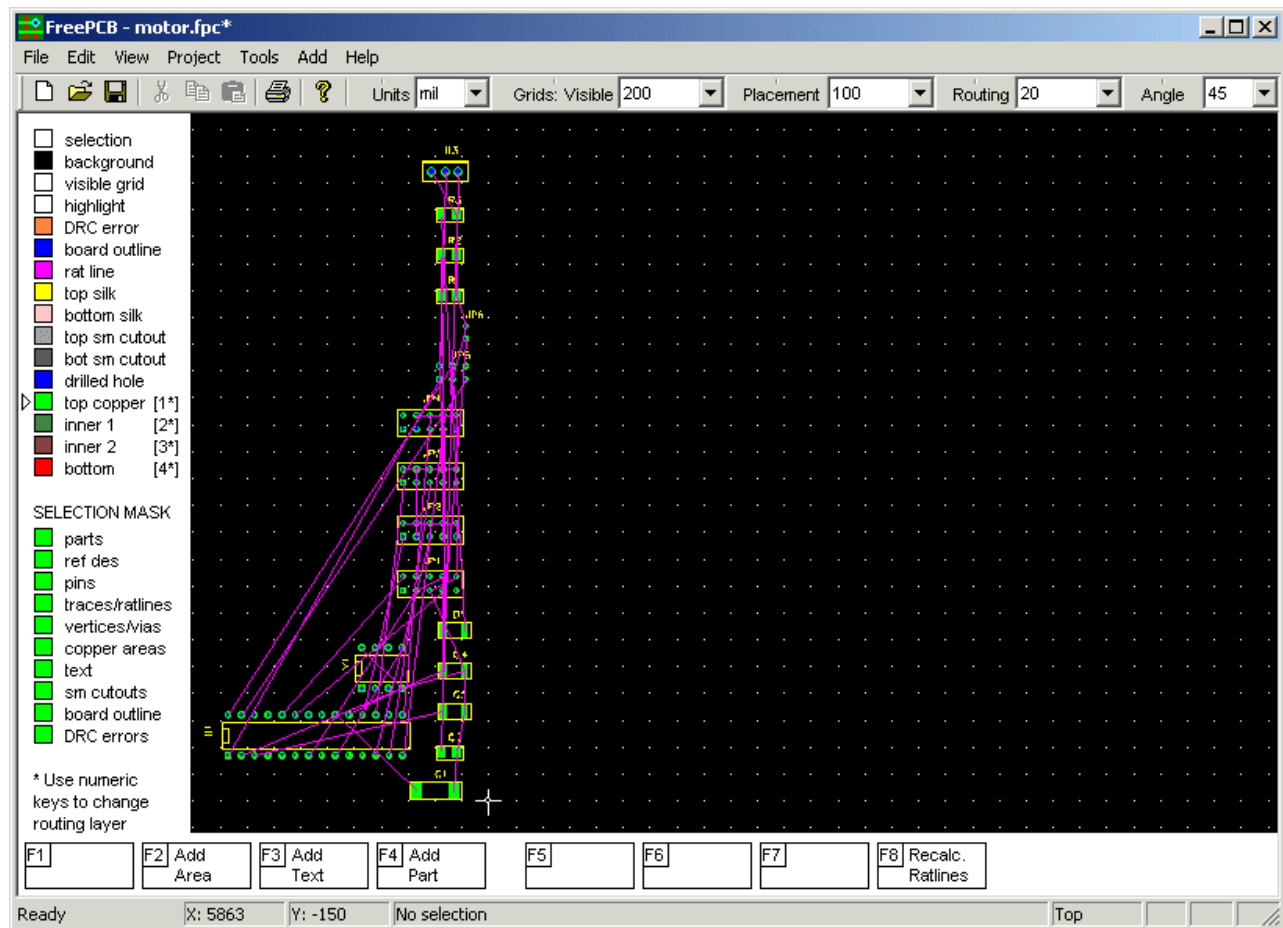 FreePCB - motor.fpc*
File Edit View Project Tools Add Help
Units mil Grids: Visible 200 Placement 100 Routing 20 Angle 45
selection
background
visible grid
highlight
DRC error
board outline
rat line
top silk
bottom silk
top sm cutout
bot sm cutout
drilled hole
top copper [1*]
inner 1 [2*]
inner 2 [3*]
bottom [4*]
SELECTION MASK
parts
ref des
pins
traces/ratlines
vertices/vias
copper areas
text
sm cutouts
board outline
DRC errors
* Use numeric
keys to change
routing layer
JP6
F1
F2 Add Area
F3 Add Text
F4 Add Part
F5
F6
F7
F8 Recalc. Ratlines
Ready X: 5863 Y: -150 No selection Top